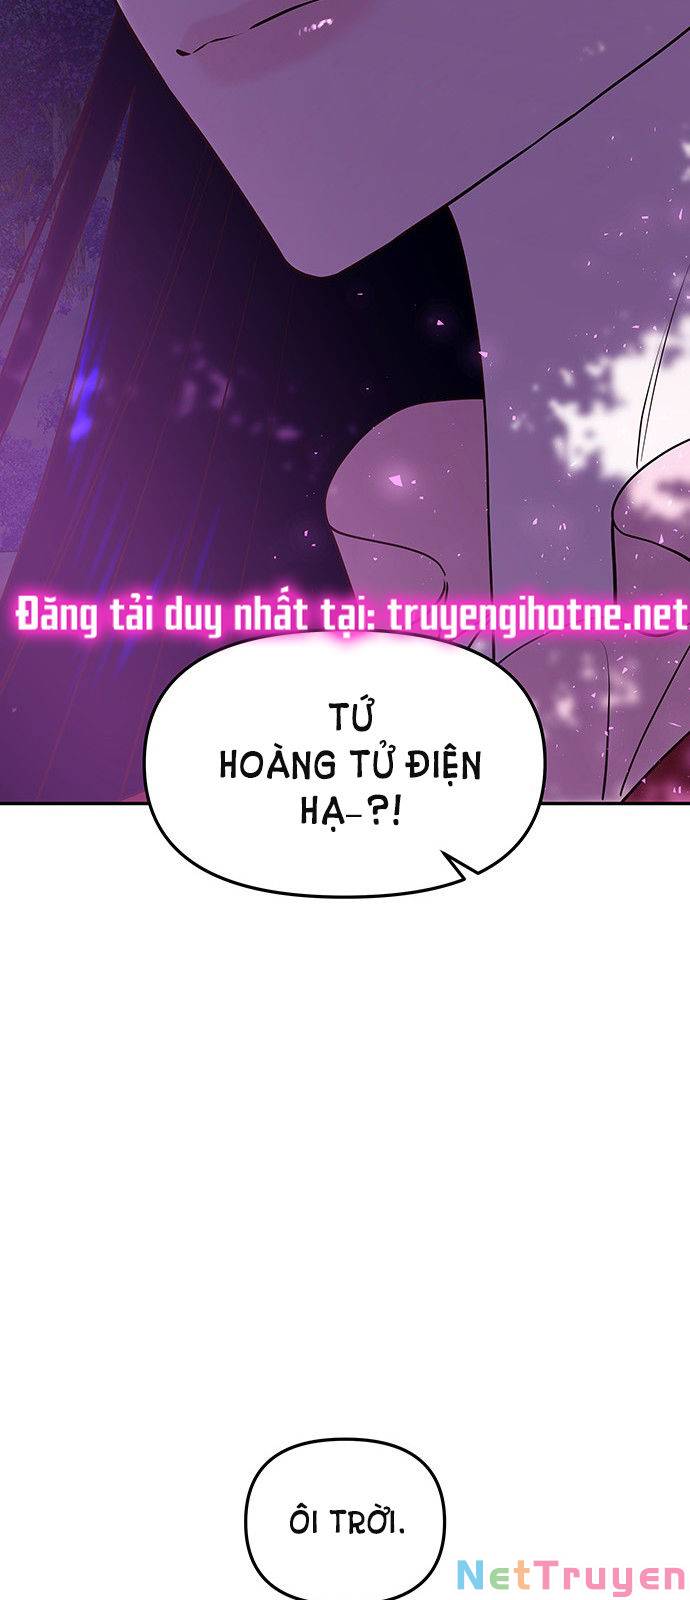 Đăng tải duy nhất tại: truyengihotne.net
TỨ
HOÀNG TỬ ĐIỆN
HẠ–?!
ÔI TRỜI.
NetTruyen